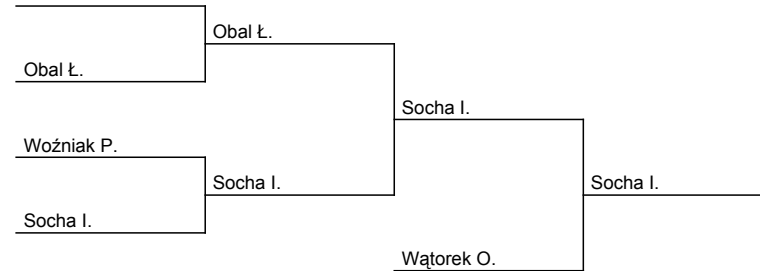 Obal Ł.
Obal Ł.
Socha I.
Woźniak P.
Socha I.
Socha I.
Socha I.
Wątorek O.